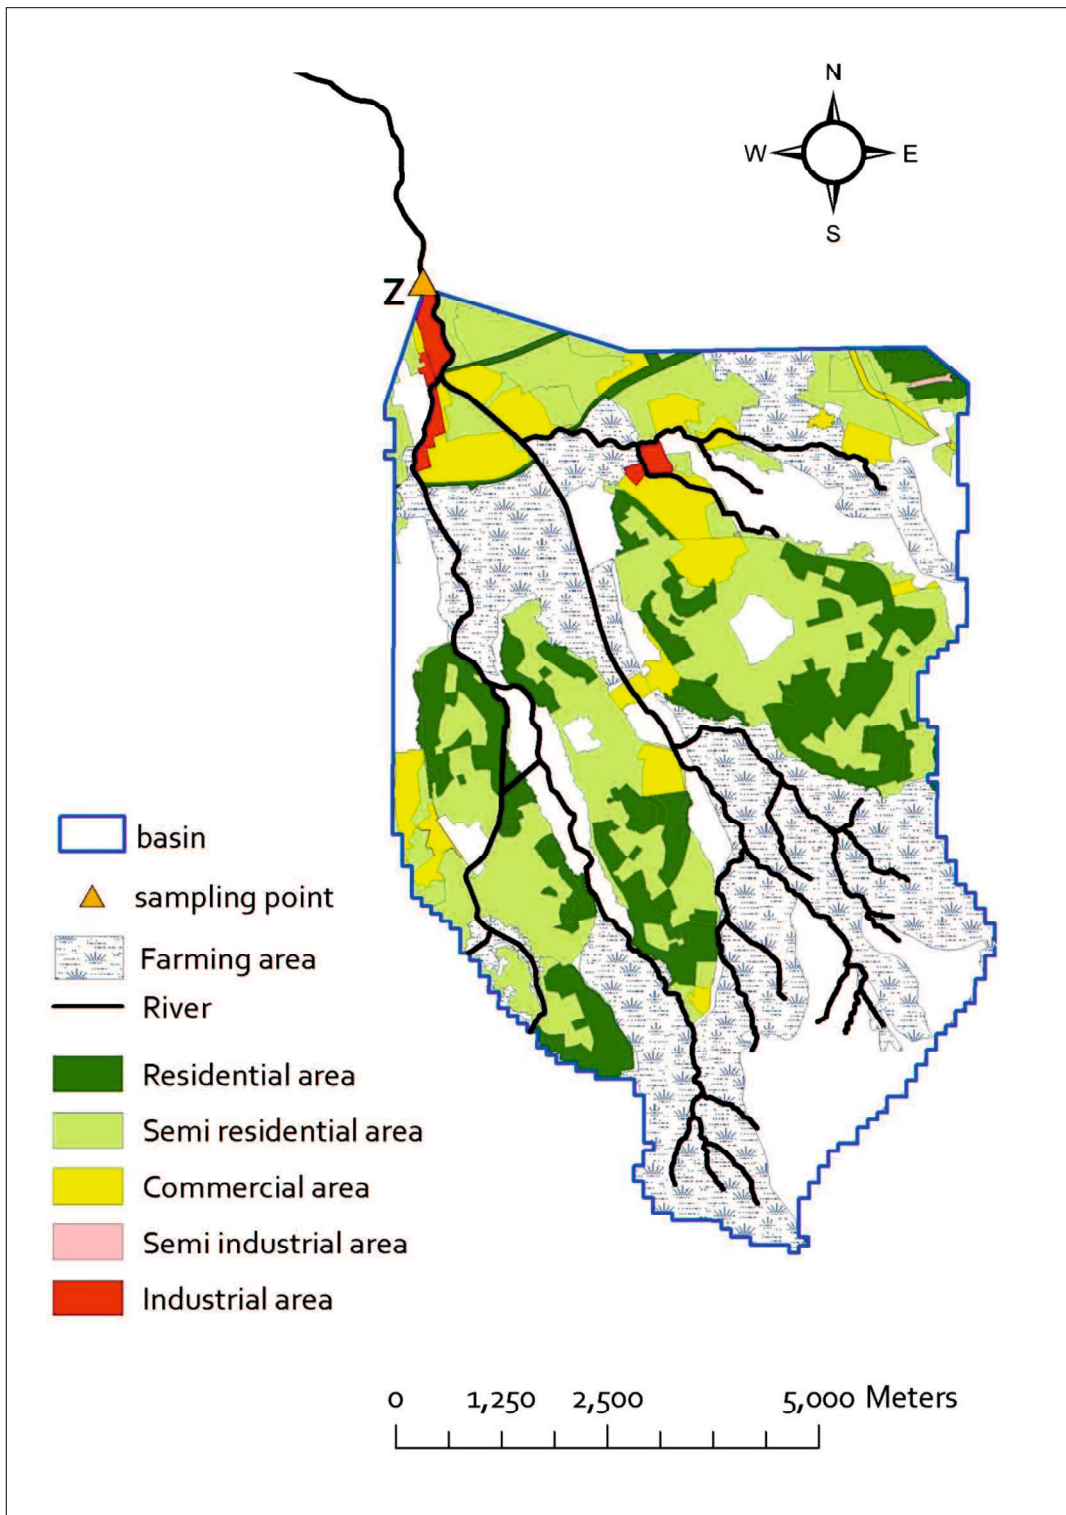 N
W E
S
Z
basin
sampling point
Farming area
River
Residential area
Semi residential area
Commercial area
Semi industrial area
Industrial area
0 1,250 2,500 5,000 Meters